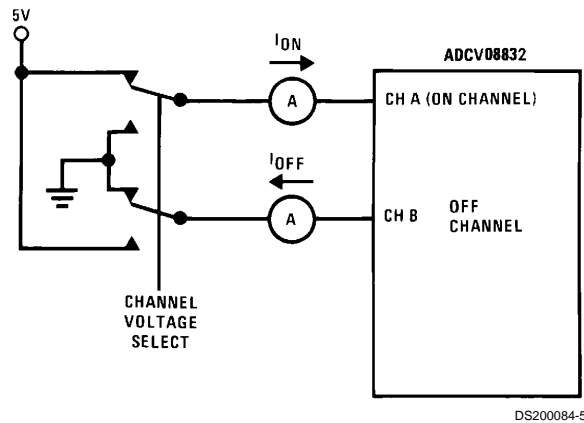 5V
ION
ADCV08832
A
CH A (ON CHANNEL)
IOFF
A
CH B
OFF
CHANNEL
CHANNEL
VOLTAGE
SELECT
DS200084-5